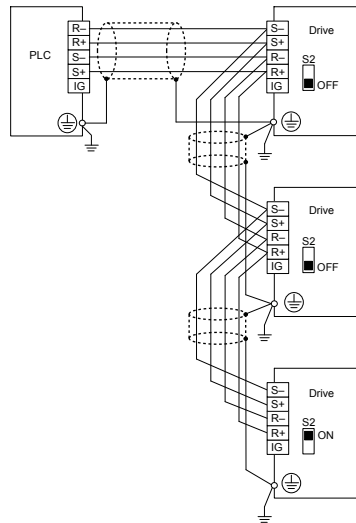 PLC
R–
R+
S–
S+
IG
S–
S+
R–
R+
IG
Drive
S2
OFF
S–
S+
R–
R+
IG
Drive
S2
OFF
S–
S+
R–
R+
IG
Drive
S2
ON